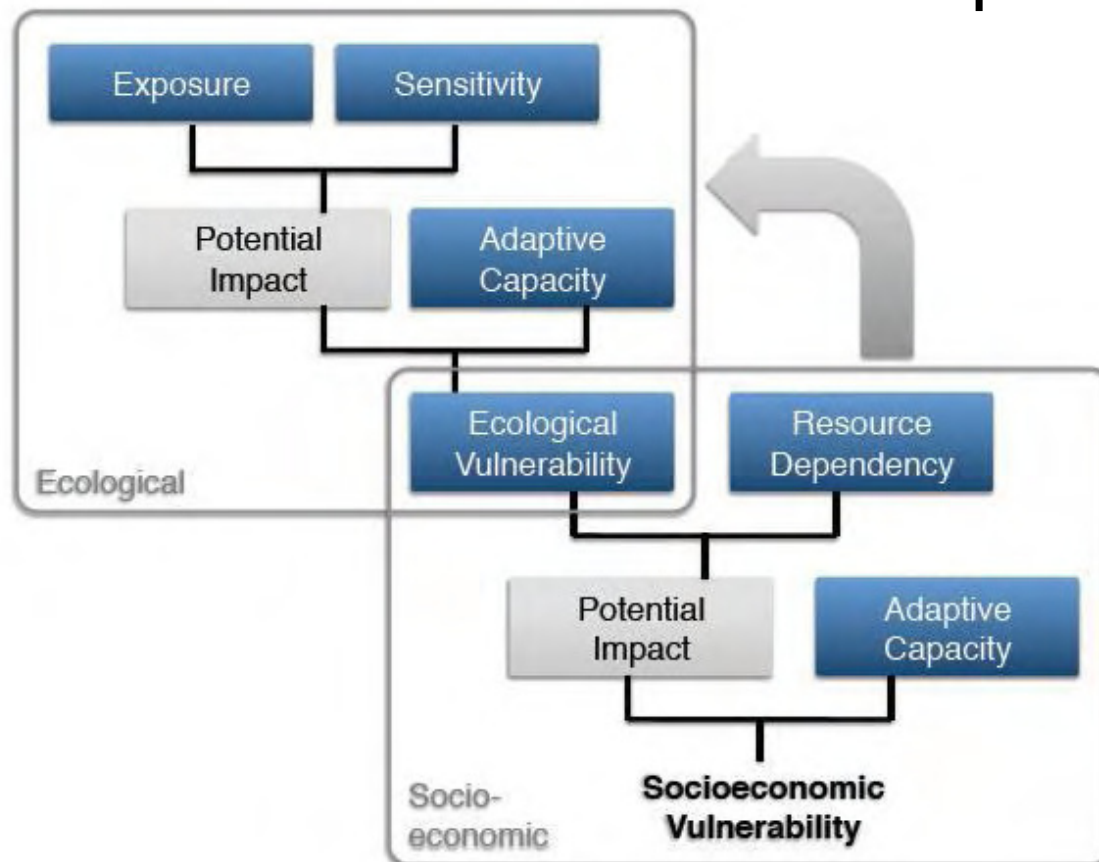 Exposure
Sensitivity
Potential
Impact
Adaptive
Capacity
Ecological
Vulnerability
Resource
Dependency
Ecological
Potential
Impact
Adaptive
Capacity
Socioeconomic
Vulnerability
Socio-
economic